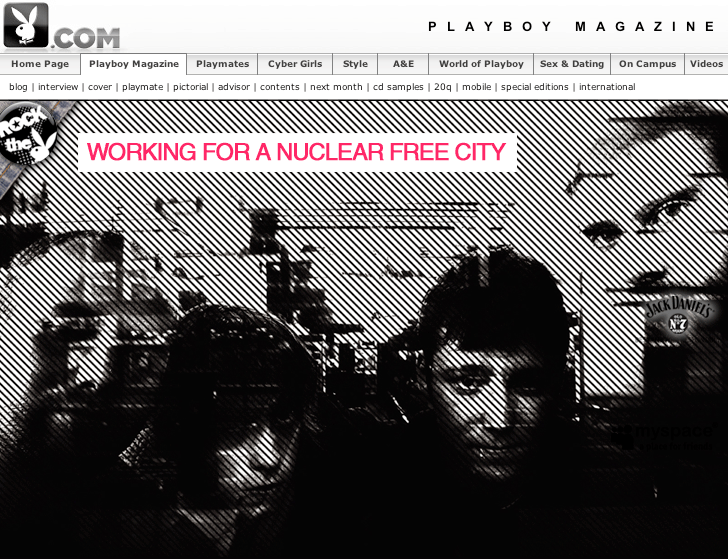 .COM
PLAYBOY MAGAZINE
Home Page Playboy Magazine Playmates Cyber Girls Style A&E World of Playboy Sex & Dating On Campus Videos
blog | interview | cover | playmate | pictorial | advisor | contents | next month | cd samples | 20q | mobile | special editions | international
ROCK
the
WORKING FOR A NUCLEAR FREE CITY
JACK DANIEL'S
OLD
No 7
BRAND
myspace